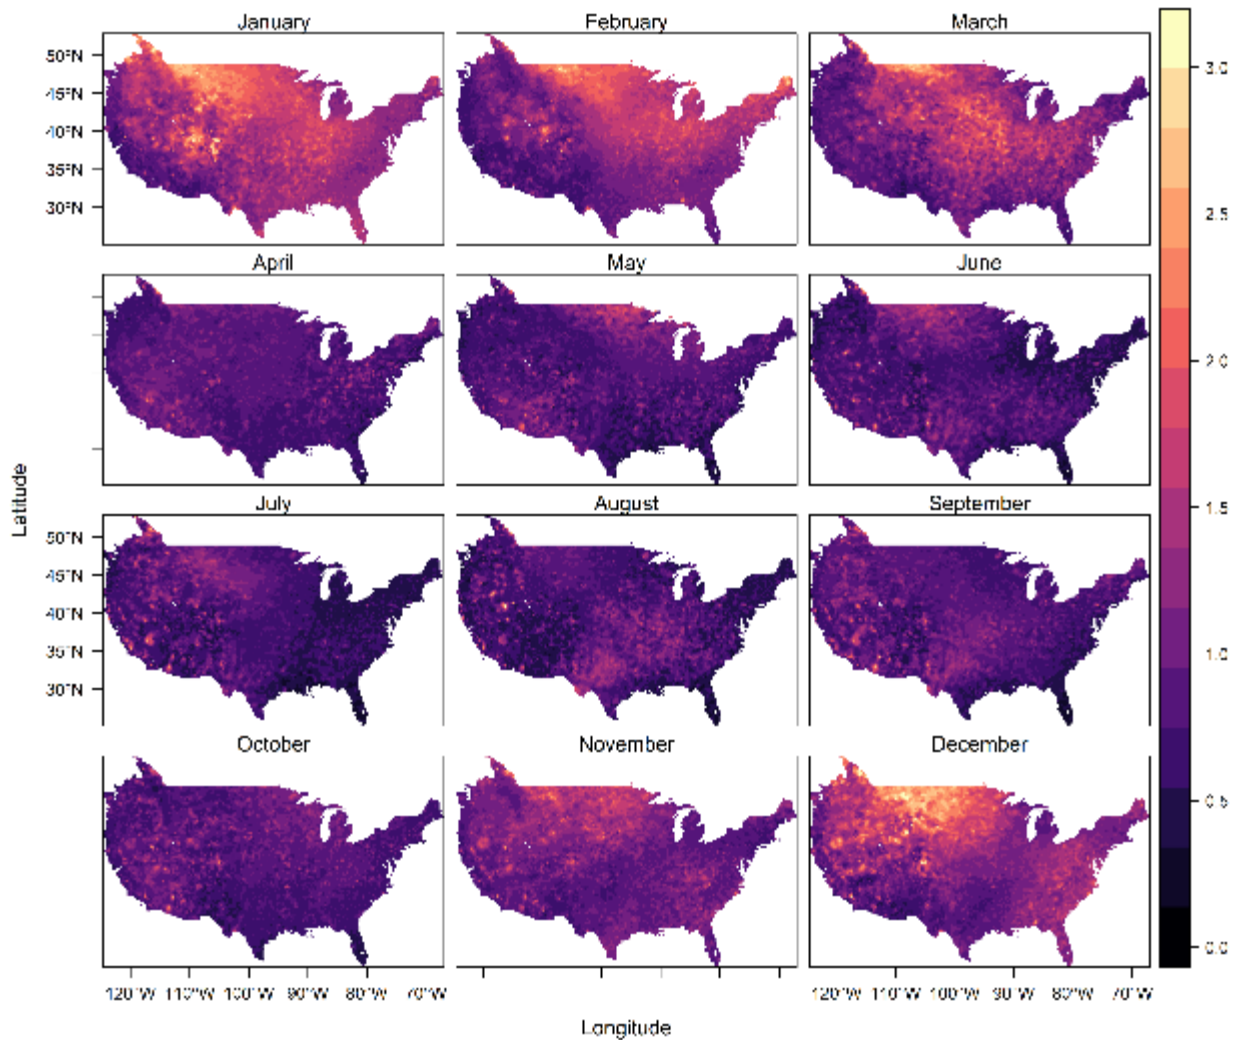 January February March
50°N
45°N
40°N
35°N
30°N
3.0
2.5
April May June
2.0
July August September
1.5
50°N
45°N
40°N
35°N
30°N
1.0
October November December
0.5
0.0
120°W 110°W 100°W 90°W 80°W 70°W
120°W 110°W 100°W 90°W 80°W 70°W
Latitude
Longitude